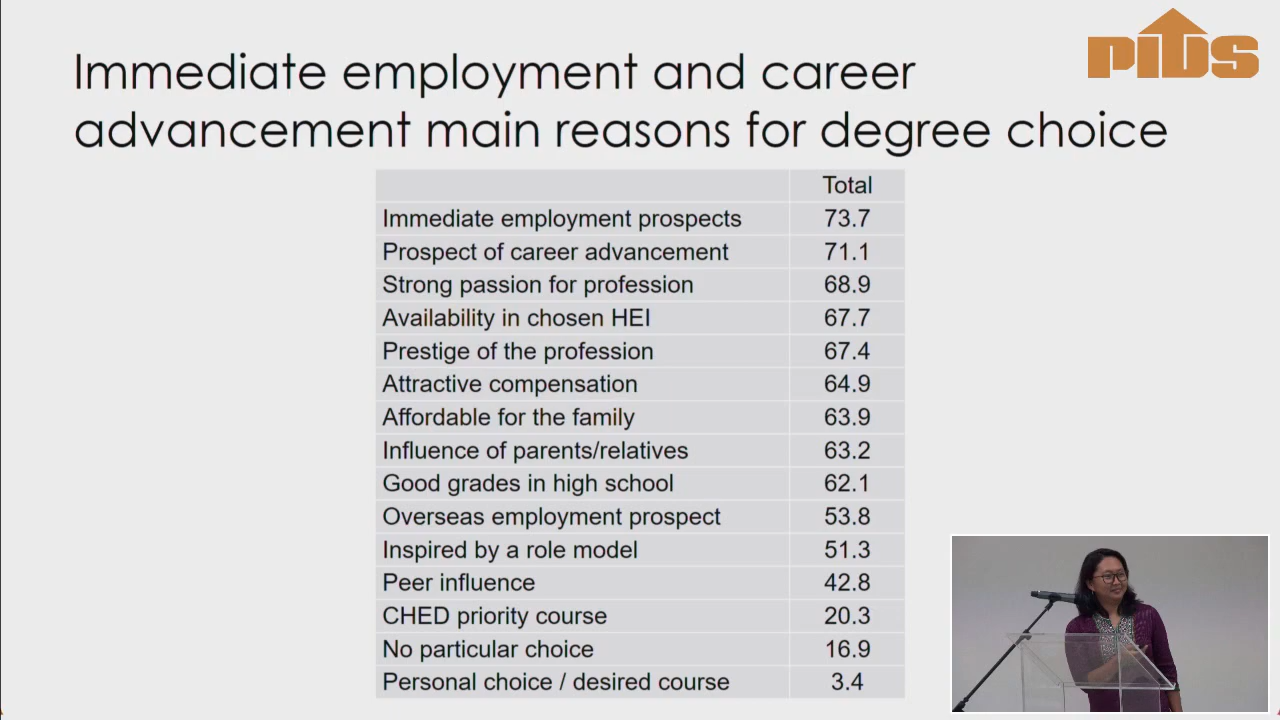 PIDS
Immediate employment and career
advancement main reasons for degree choice
Total
Immediate employment prospects 73.7
Prospect of career advancement 71.1
Strong passion for profession 68.9
Availability in chosen HEI 67.7
Prestige of the profession 67.4
Attractive compensation 64.9
Affordable for the family 63.9
Influence of parents/relatives 63.2
Good grades in high school 62.1
Overseas employment prospect 53.8
Inspired by a role model 51.3
Peer influence 42.8
CHED priority course 20.3
No particular choice 16.9
Personal choice / desired course 3.4